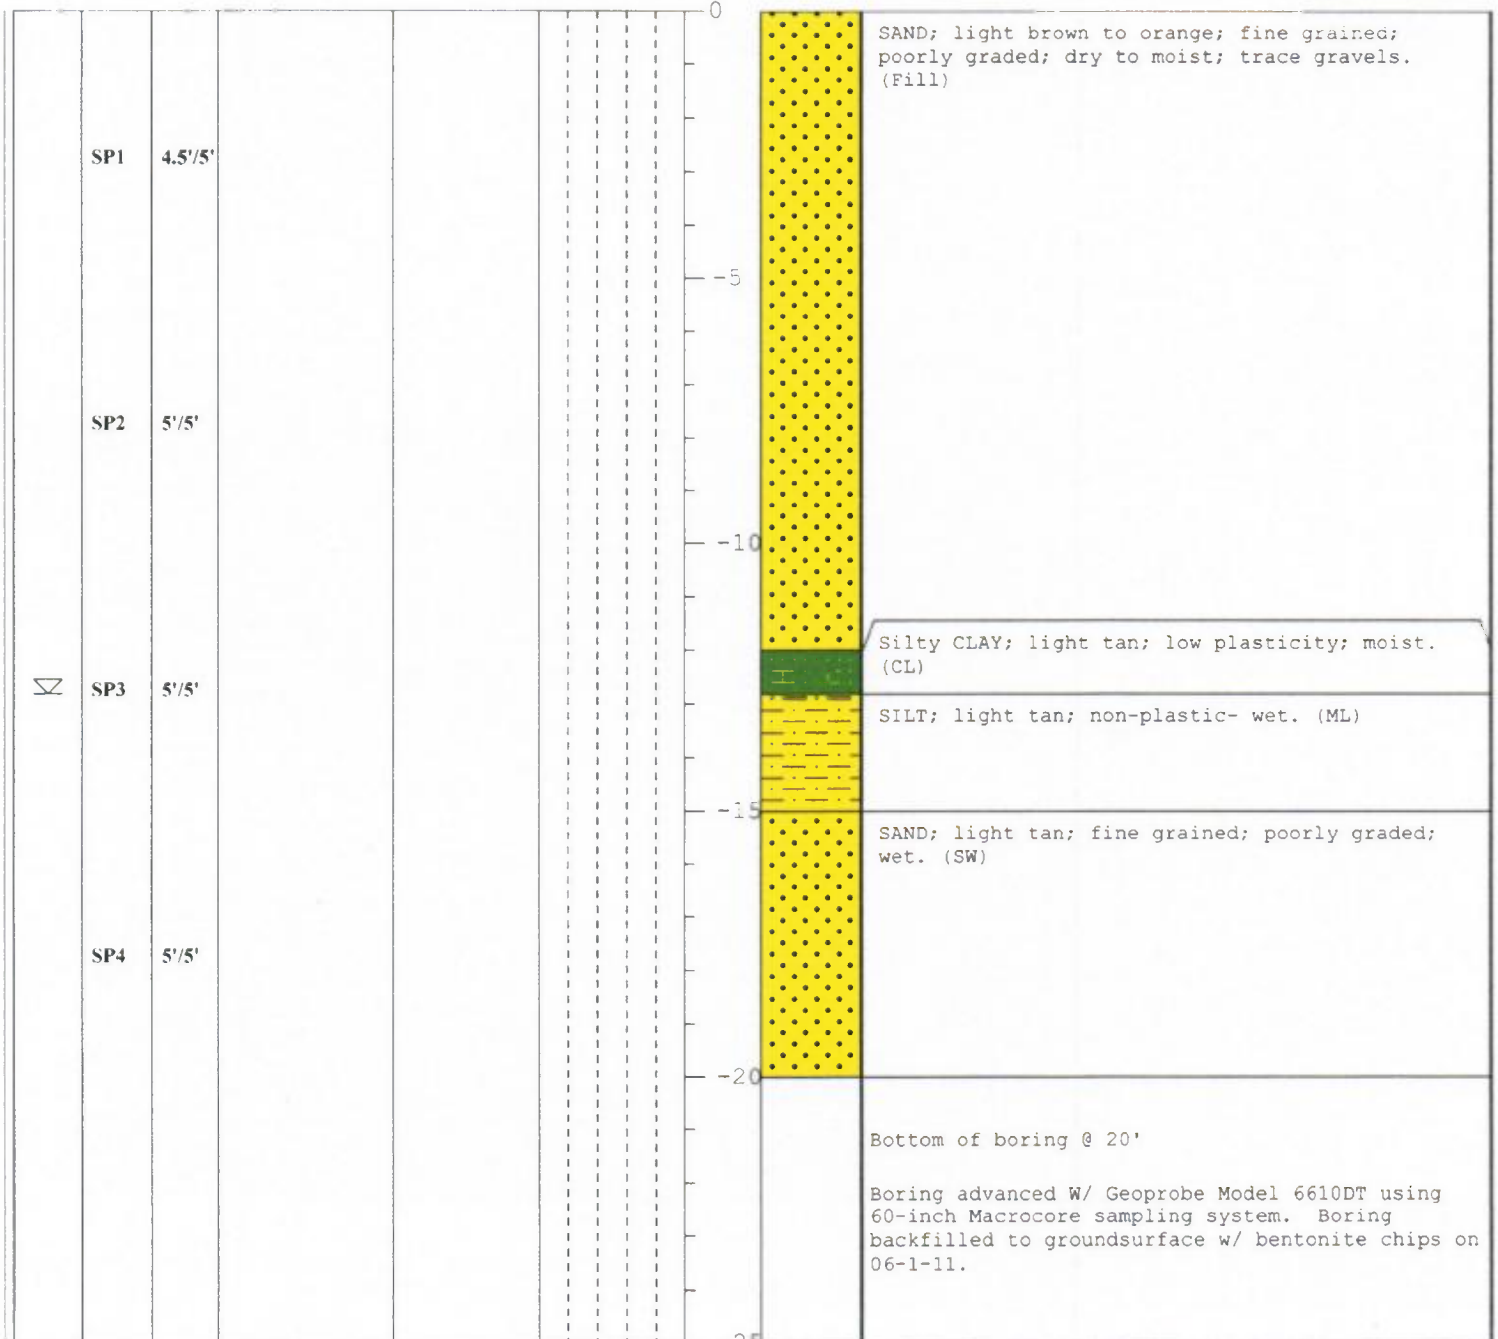 0
SAND; light brown to orange; fine grained;
poorly graded; dry to moist; trace gravels.
(Fill)
SP1 4.5'/5'
-5
SP2 5'/5'
-10
Silty CLAY; light tan; low plasticity; moist.
(CL)
SP3 5'/5'
SILT; light tan; non-plastic- wet. (ML)
-15
SAND; light tan; fine grained; poorly graded;
wet. (SW)
SP4 5'/5'
-20
Bottom of boring @ 20'
Boring advanced W/ Geoprobe Model 6610DT using
60-inch Macrocore sampling system. Boring
backfilled to groundsurface w/ bentonite chips on
06-1-11.